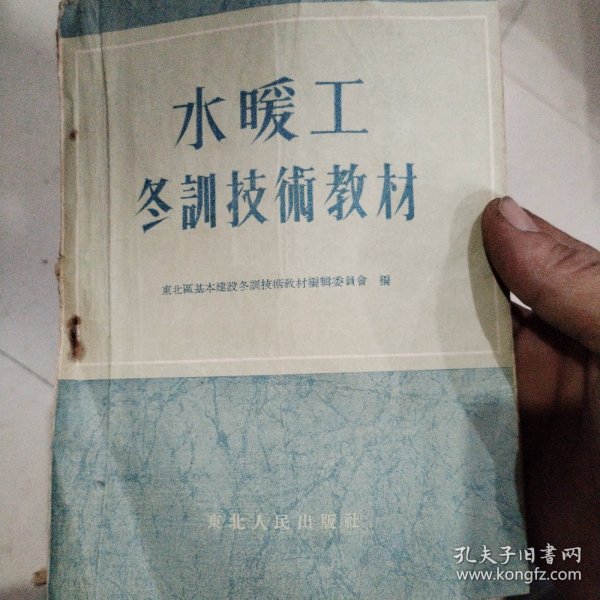 水暖工
冬訓技術教材
東北區基本建設冬訓技術教材編輯委員會 編
東北人民出版社
孔夫子旧書网
www.kongfz.com